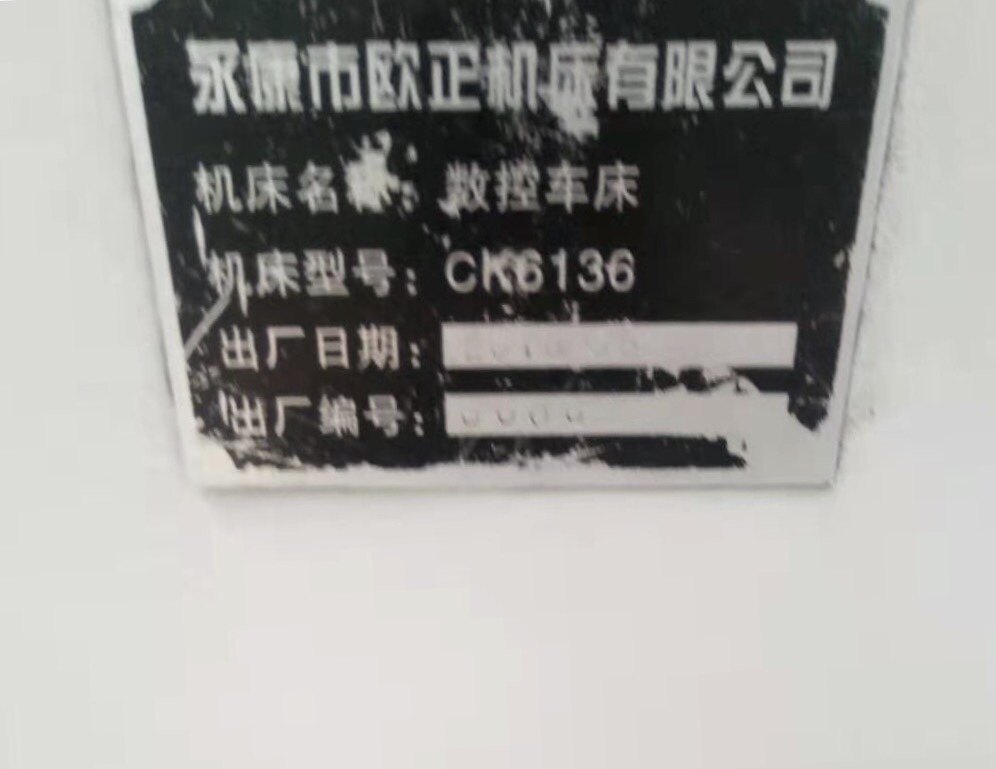 永康市欧正机床有限公司
机床名称：数控车床
机床型号：CK6136
出厂日期：
出厂编号：